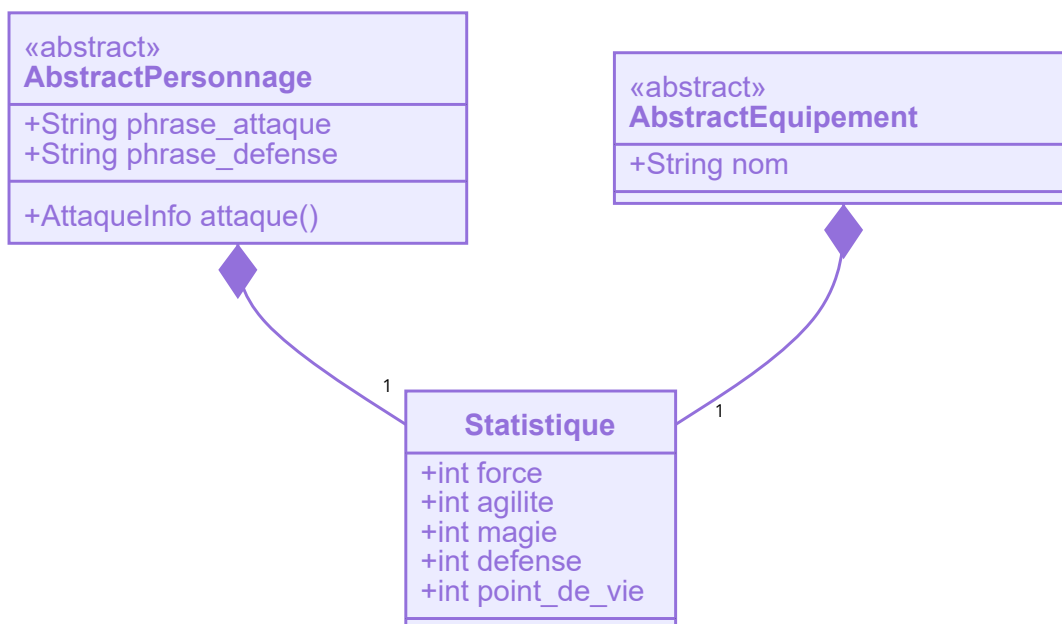 «abstract»
AbstractPersonnage
+String phrase_attaque
+String phrase_defense
+AttaqueInfo attaque()
«abstract»
AbstractEquipement
+String nom
1
1
Statistique
+int force
+int agilite
+int magie
+int defense
+int point_de_vie